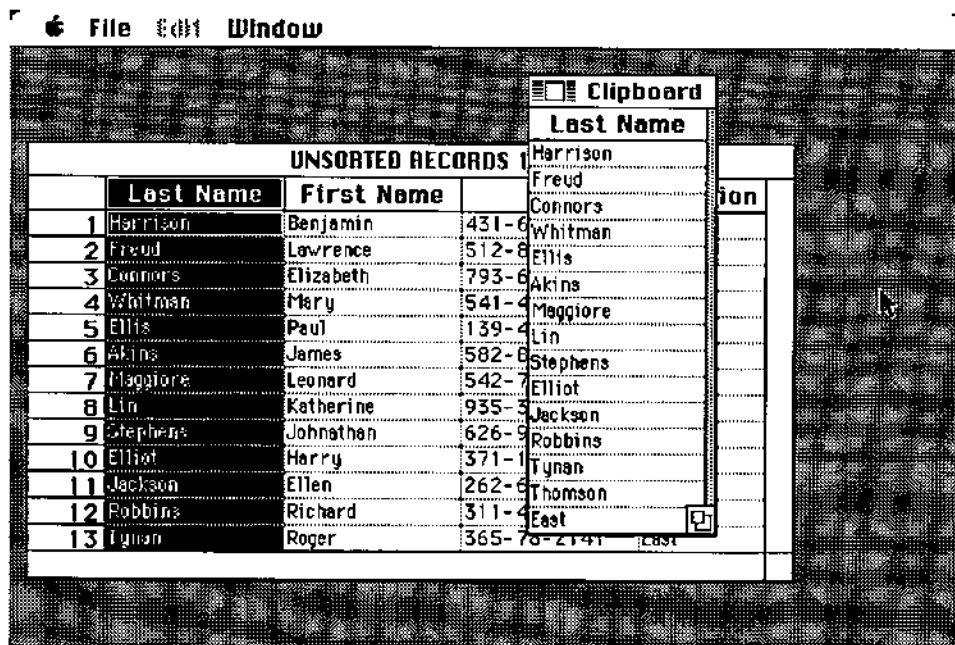 File Edit Window
Clipboard
Last Name
Harrison
Freud
Connors
Whitman
Ellis
Akins
Maggiore
Lin
Stephens
Elliot
Jackson
Robbins
Tynan
Thomson
East
UNSORTED RECORDS 1
Last Name First Name ion
1 Harrison Benjamin 431-6
2 Freud Lawrence 512-8
3 Connors Elizabeth 793-6
4 Whitman Mary 541-4
5 Ellis Paul 139-4
6 Akins James 582-8
7 Maggiore Leonard 542-7
8 Lin Katherine 935-3
9 Stephens Johnathan 626-9
10 Elliot Harry 371-1
11 Jackson Ellen 262-6
12 Robbins Richard 311-4
13 Tynan Roger 365-78-2141 East